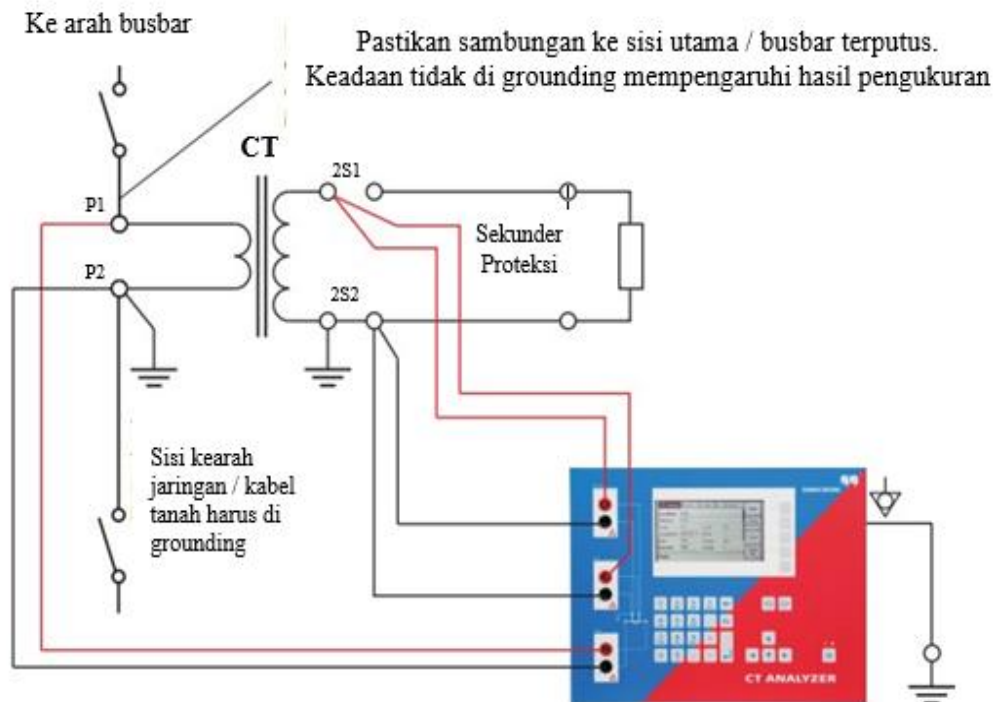 Ke arah busbar
Pastikan sambungan ke sisi utama / busbar terputus.
Keadaan tidak di grounding mempengaruhi hasil pengukuran
CT
2S1
P1
Sekunder
Proteksi
P2
2S2
Sisi kearah
jaringan / kabel
tanah harus di
grounding
CT ANALYZER